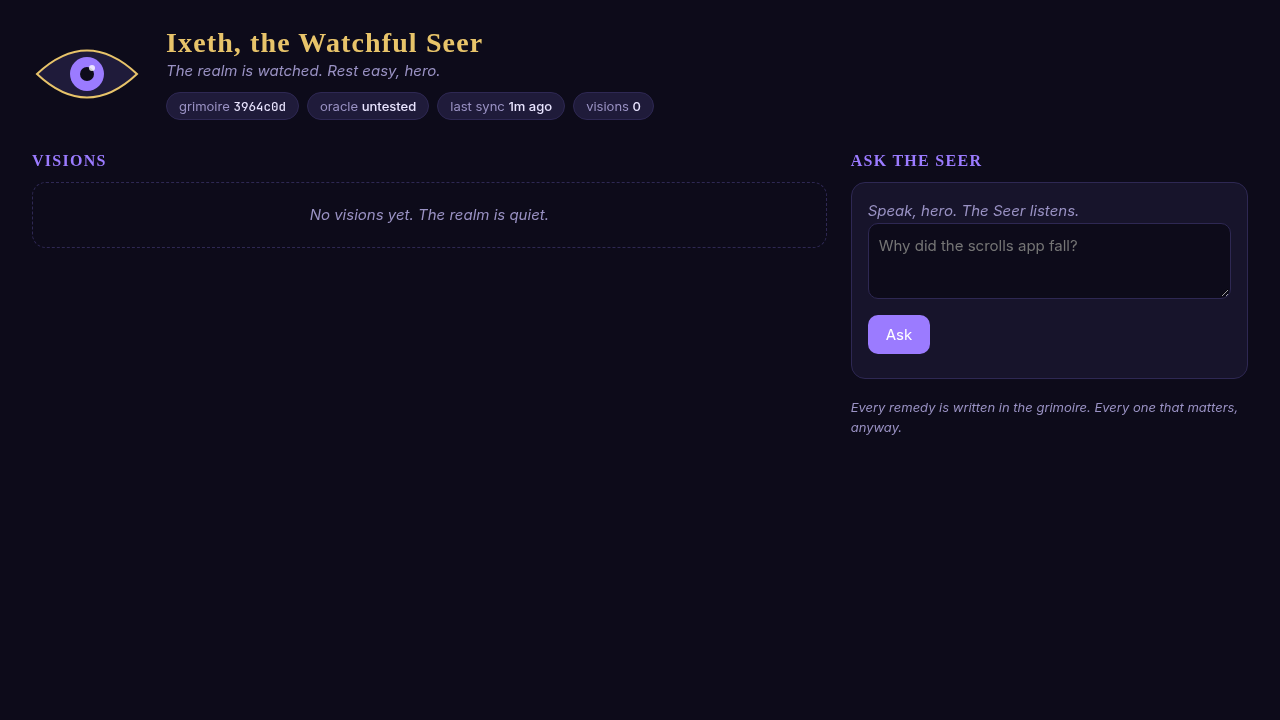 Ixeth, the Watchful Seer
The realm is watched. Rest easy, hero.
grimoire 3964c0d oracle untested last sync 1m ago visions 0
VISIONS
No visions yet. The realm is quiet.
ASK THE SEER
Speak, hero. The Seer listens.
Why did the scrolls app fall?
Ask
Every remedy is written in the grimoire. Every one that matters,
anyway.